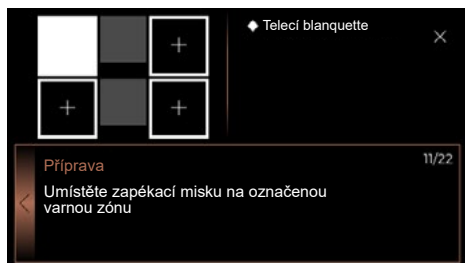 Telecí blanquette
Příprava
11/22
Umístěte zapékací misku na označenou
varnou zónu